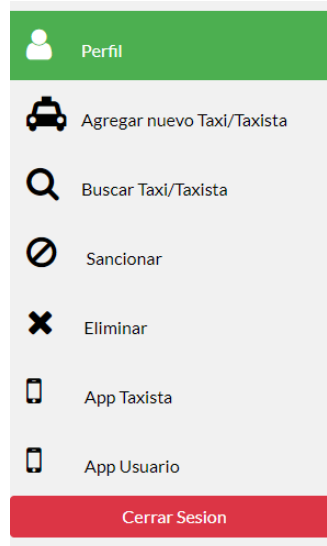 Perfil
Agregar nuevo Taxi/Taxista
Buscar Taxi/Taxista
Sancionar
Eliminar
App Taxista
App Usuario
Cerrar Sesion